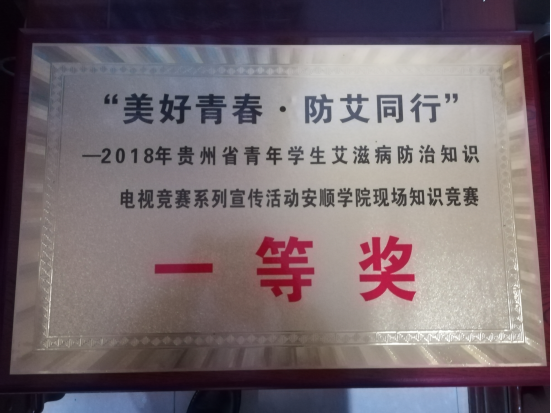 “美好青春·防艾同行”
—2018年贵州省青年学生艾滋病防治知识
电视竞赛系列宣传活动安顺学院现场知识竞赛
一等奖